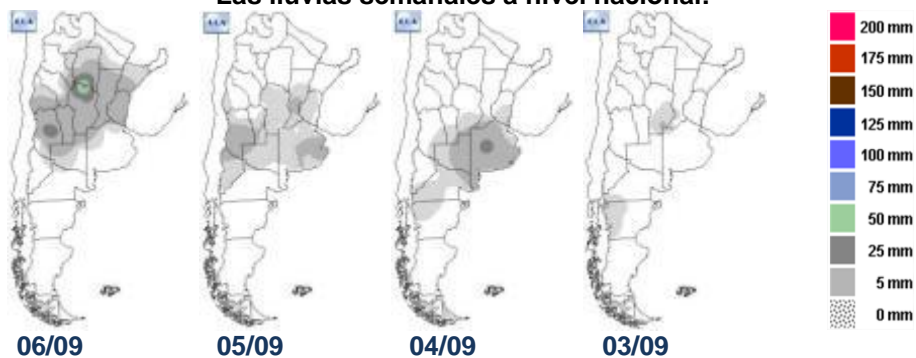 Las lluvias semanales a nivel nacional:
200 mm
175 mm
150 mm
125 mm
100 mm
75 mm
50 mm
25 mm
5 mm
0 mm
06/09
05/09
04/09
03/09